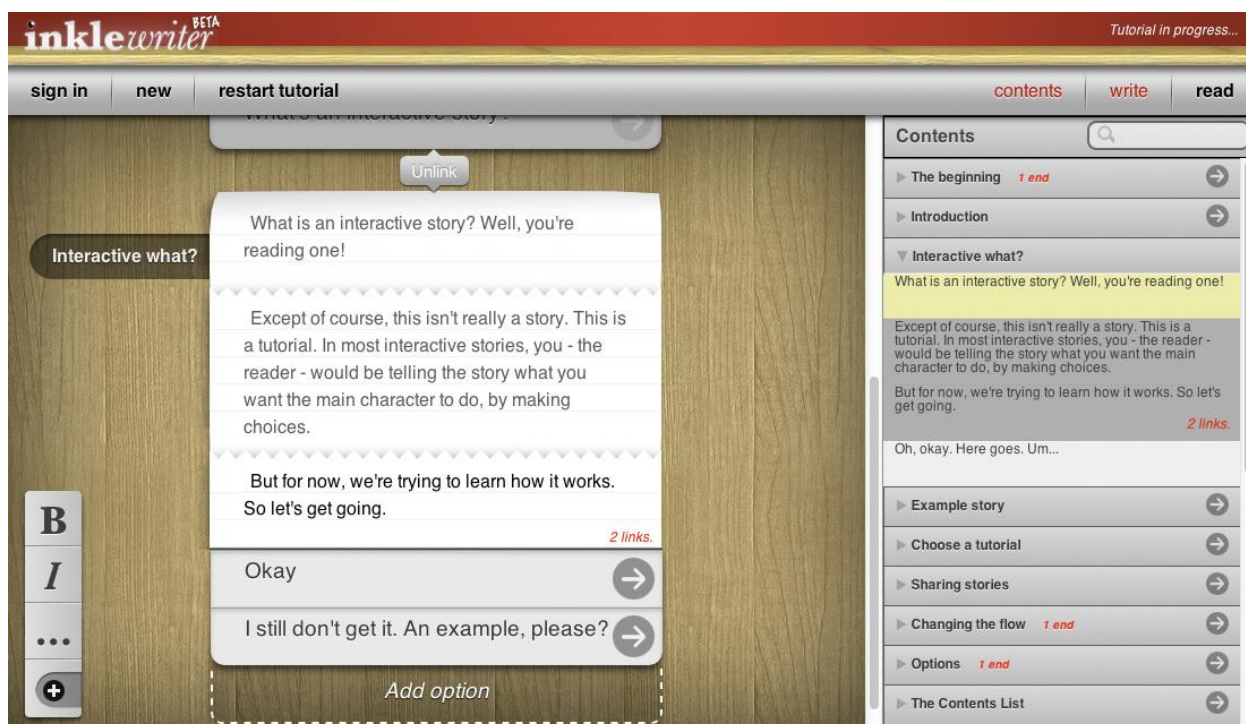 inklewriter BETA
Tutorial in progress...
sign in new restart tutorial contents write read
What's an interactive story?
Unlink
Interactive what?
What is an interactive story? Well, you're
reading one!
Except of course, this isn't really a story. This is
a tutorial. In most interactive stories, you - the
reader - would be telling the story what you
want the main character to do, by making
choices.
But for now, we're trying to learn how it works.
So let's get going.
2 links.
Okay
I still don't get it. An example, please?
Add option
B
I
...
Contents
The beginning 1 end
Introduction
Interactive what?
What is an interactive story? Well, you're reading one!
Except of course, this isn't really a story. This is a
tutorial. In most interactive stories, you - the reader -
would be telling the story what you want the main
character to do, by making choices.
But for now, we're trying to learn how it works. So let's
get going.
2 links.
Oh, okay. Here goes. Um...
Example story
Choose a tutorial
Sharing stories
Changing the flow 1 end
Options 1 end
The Contents List